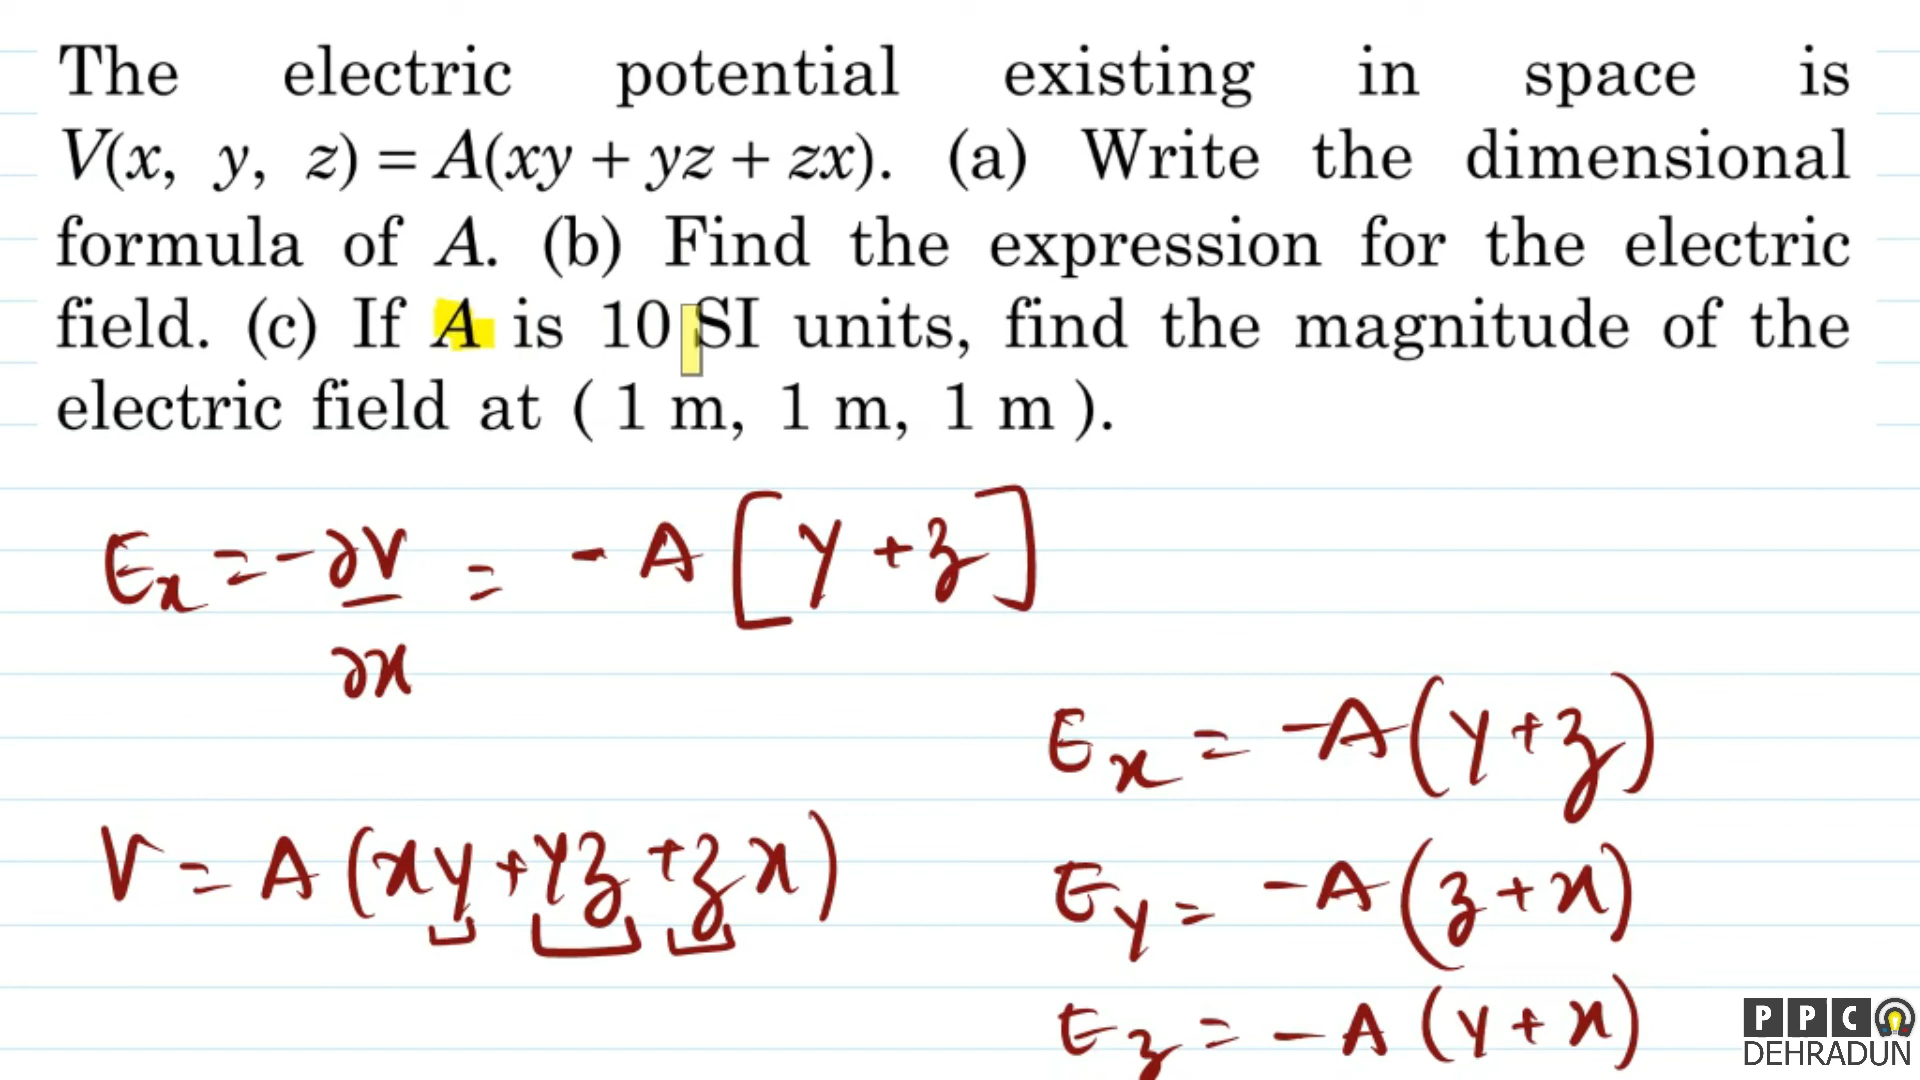 The electric potential existing in space is
V(x, y, z) = A(xy + yz + zx). (a) Write the dimensional
formula of A. (b) Find the expression for the electric
field. (c) If A is 10 SI units, find the magnitude of the
electric field at ( 1 m, 1 m, 1 m ).
Ex = -∂V/∂x = -A[y+z]
Ex = -A(y+z)
V = A(xy+yz+zx)
Ey = -A(z+x)
Ez = -A(y+x)
PPC
DEHRADUN